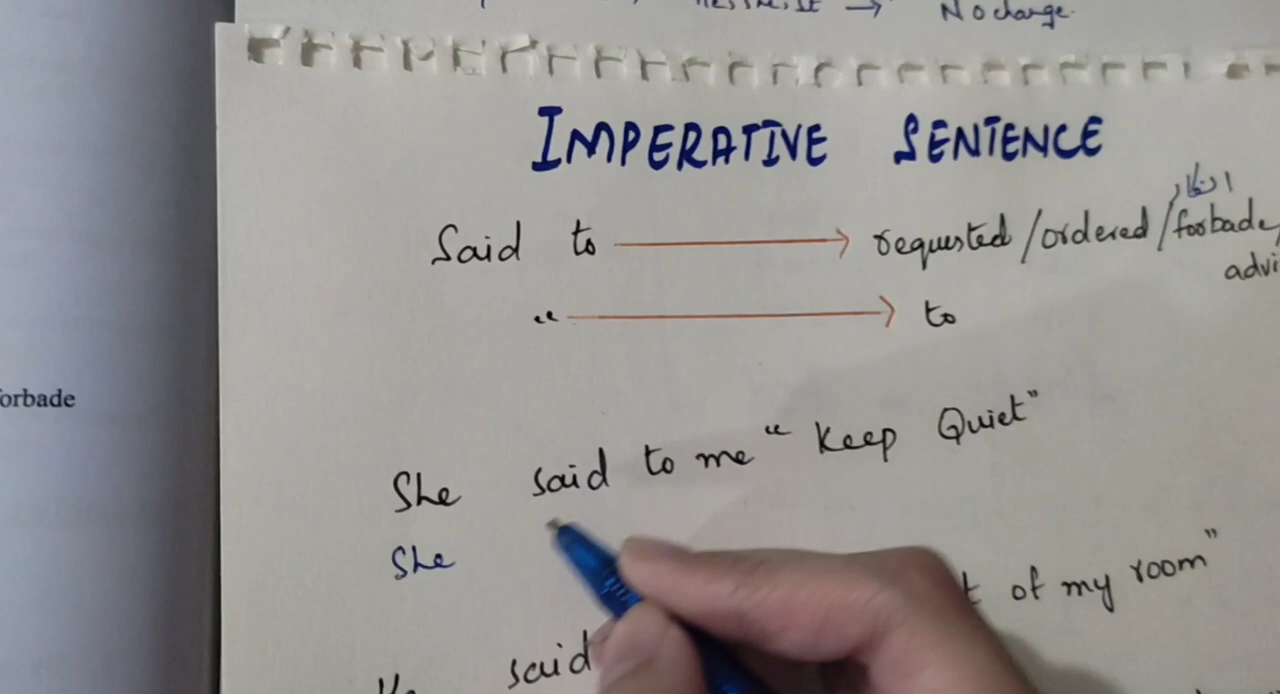 → No change.
IMPERATIVE SENTENCE
انکار
Said to → requested/ordered/forbade,
advi
" → to
orbade
She said to me "Keep Quiet"
She
t of my room"
said